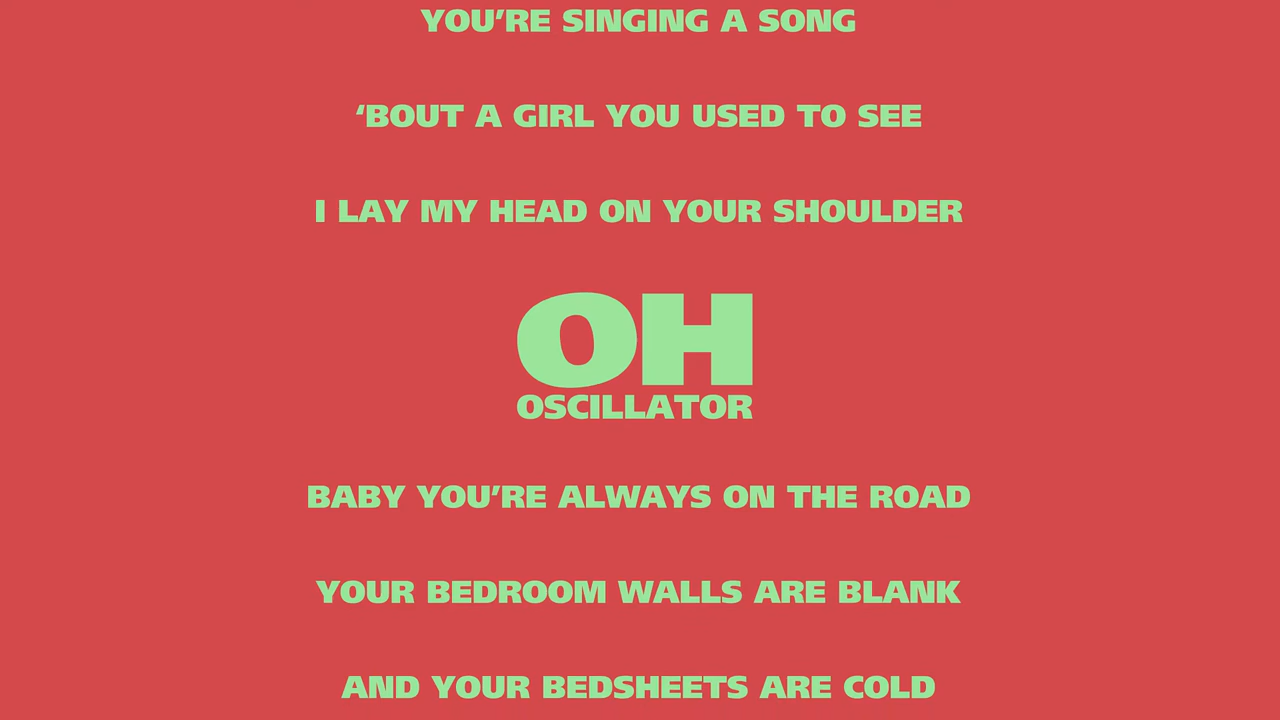 YOU’RE SINGING A SONG
‘BOUT A GIRL YOU USED TO SEE
I LAY MY HEAD ON YOUR SHOULDER
OH
OSCILLATOR
BABY YOU’RE ALWAYS ON THE ROAD
YOUR BEDROOM WALLS ARE BLANK
AND YOUR BEDSHEETS ARE COLD